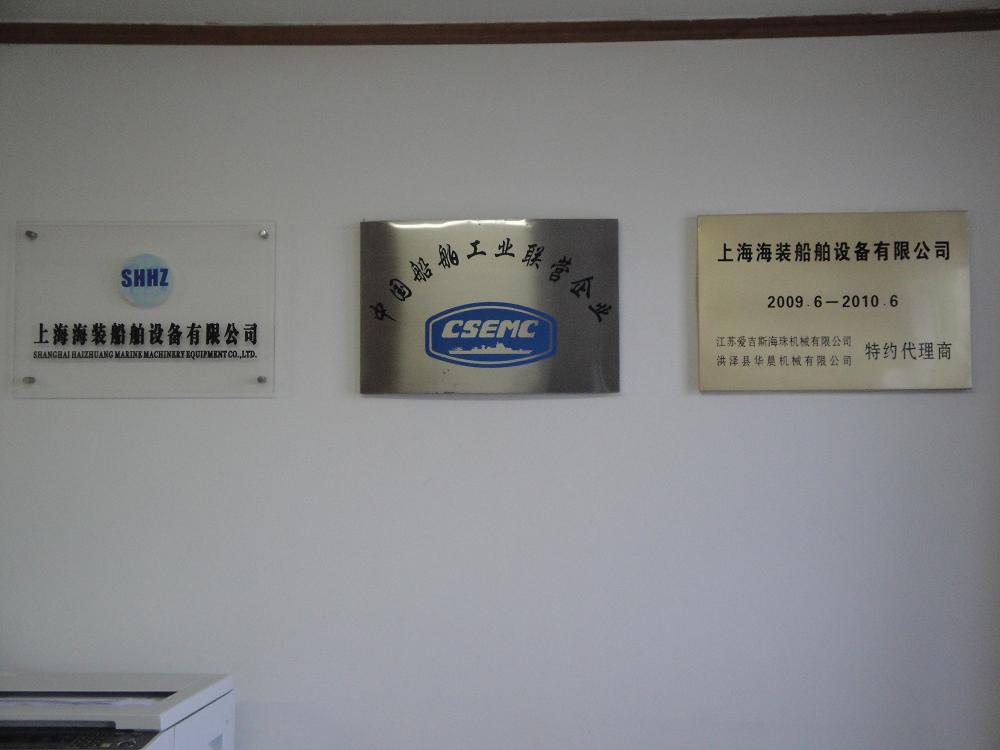 SHHZ
上海海装船舶设备有限公司
SHANGHAI HAIZHUANG MARINE MACHINERY EQUIPMENT CO., LTD.
中国船舶工业联营企业
CSEMC
上海海装船舶设备有限公司
2009.6－2010.6
江苏爱吉斯海珠机械有限公司
洪泽县华晨机械有限公司
特约代理商